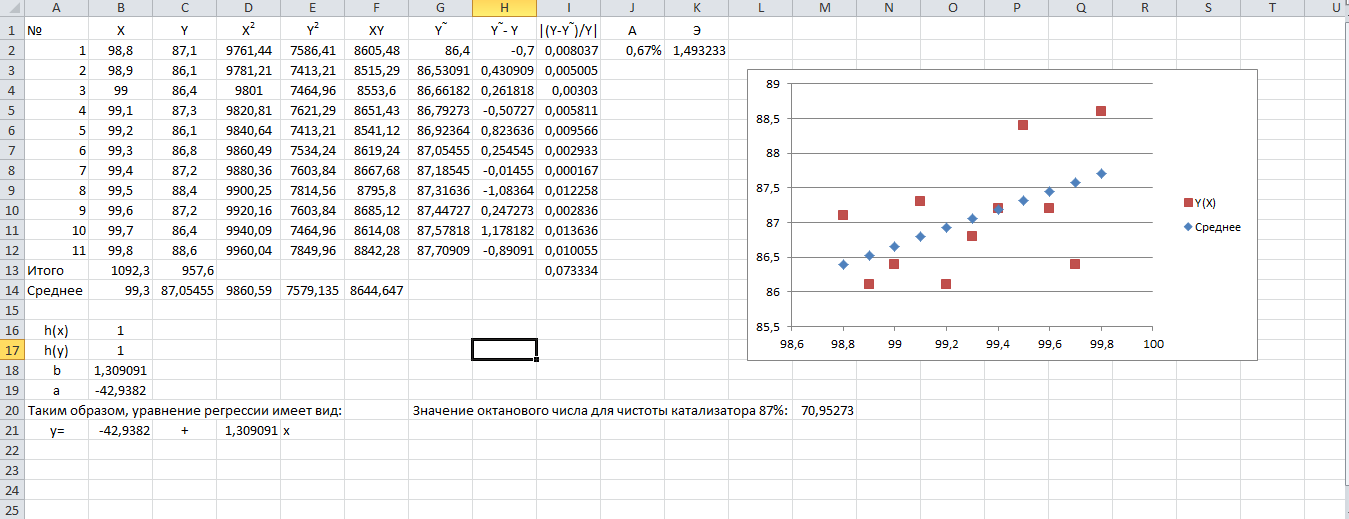 A B C D E F G H I J K L M N O P Q R S T U
1 № X Y X² Y² XY Y˜ Y˜- Y |(Y-Y˜)/Y| А Э
2 1 98,8 87,1 9761,44 7586,41 8605,48 86,4 -0,7 0,008037 0,67% 1,493233
3 2 98,9 86,1 9781,21 7413,21 8515,29 86,53091 0,430909 0,005005
4 3 99 86,4 9801 7464,96 8553,6 86,66182 0,261818 0,00303
5 4 99,1 87,3 9820,81 7621,29 8651,43 86,79273 -0,50727 0,005811
6 5 99,2 86,1 9840,64 7413,21 8541,12 86,92364 0,823636 0,009566
7 6 99,3 86,8 9860,49 7534,24 8619,24 87,05455 0,254545 0,002933
8 7 99,4 87,2 9880,36 7603,84 8667,68 87,18545 -0,01455 0,000167
9 8 99,5 88,4 9900,25 7814,56 8795,8 87,31636 -1,08364 0,012258
10 9 99,6 87,2 9920,16 7603,84 8685,12 87,44727 0,247273 0,002836
11 10 99,7 86,4 9940,09 7464,96 8614,08 87,57818 1,178182 0,013636
12 11 99,8 88,6 9960,04 7849,96 8842,28 87,70909 -0,89091 0,010055
13 Итого 1092,3 957,6 0,073334
14 Среднее 99,3 87,05455 9860,59 7579,135 8644,647
15
16 h(x) 1
17 h(y) 1
18 b 1,309091
19 a -42,9382
20 Таким образом, уравнение регрессии имеет вид: Значение октанового числа для чистоты катализатора 87%: 70,95273
21 y= -42,9382 + 1,309091 x
22
23
24
25
89
88,5
88
87,5
87
86,5
86
85,5
98,6 98,8 99 99,2 99,4 99,6 99,8 100
Y(X)
Среднее